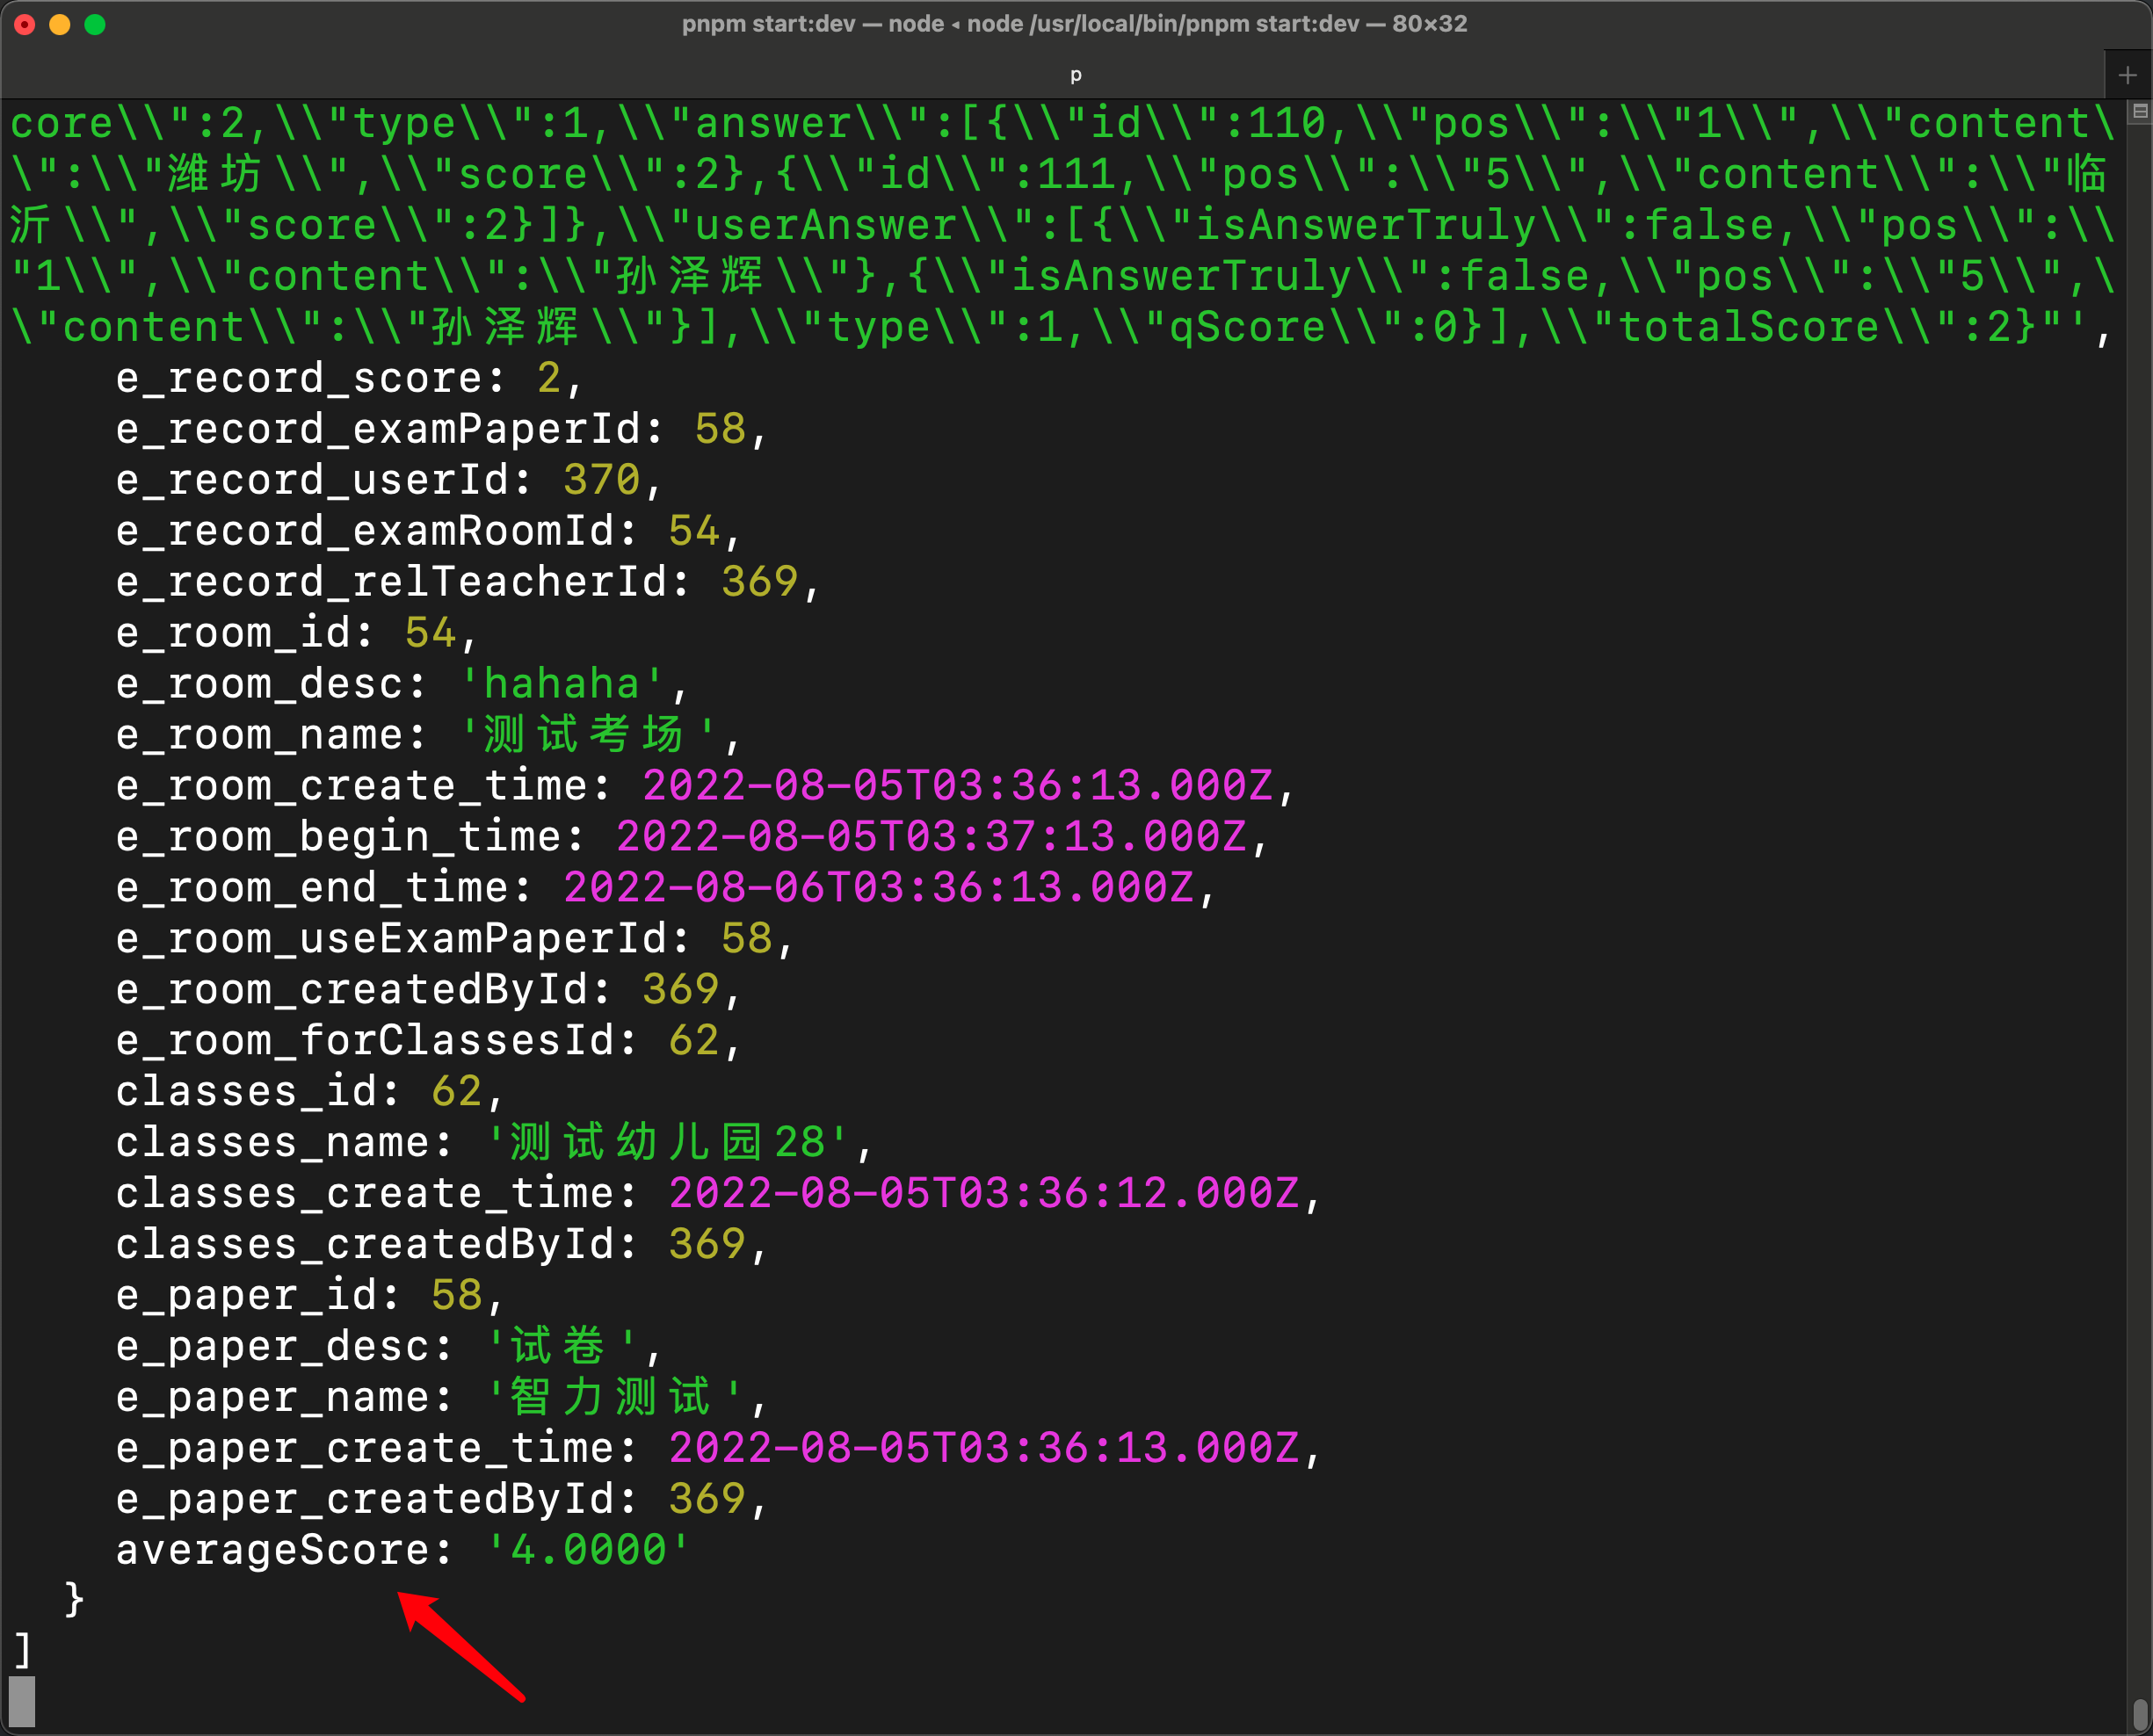 pnpm start:dev — node ◂ node /usr/local/bin/pnpm start:dev — 80×32
p
core\\":2,\\"type\\":1,\\"answer\\":[{\\"id\\":110,\\"pos\\":\\"1\\",\\"content\
\":\\"潍坊\\",\\"score\\":2},{\\"id\\":111,\\"pos\\":\\"5\\",\\"content\\":\\"临
沂\\",\\"score\\":2}]},\\"userAnswer\\":[{\\"isAnswerTruly\\":false,\\"pos\\":\\
"1\\",\\"content\\":\\"孙泽辉\\"},{\\"isAnswerTruly\\":false,\\"pos\\":\\"5\\",\
\"content\\":\\"孙泽辉\\"}],\\"type\\":1,\\"qScore\\":0}],\\"totalScore\\":2}"',
e_record_score: 2,
e_record_examPaperId: 58,
e_record_userId: 370,
e_record_examRoomId: 54,
e_record_relTeacherId: 369,
e_room_id: 54,
e_room_desc: 'hahaha',
e_room_name: '测试考场',
e_room_create_time: 2022-08-05T03:36:13.000Z,
e_room_begin_time: 2022-08-05T03:37:13.000Z,
e_room_end_time: 2022-08-06T03:36:13.000Z,
e_room_useExamPaperId: 58,
e_room_createdById: 369,
e_room_forClassesId: 62,
classes_id: 62,
classes_name: '测试幼儿园28',
classes_create_time: 2022-08-05T03:36:12.000Z,
classes_createdById: 369,
e_paper_id: 58,
e_paper_desc: '试卷',
e_paper_name: '智力测试',
e_paper_create_time: 2022-08-05T03:36:13.000Z,
e_paper_createdById: 369,
averageScore: '4.0000'
}
]